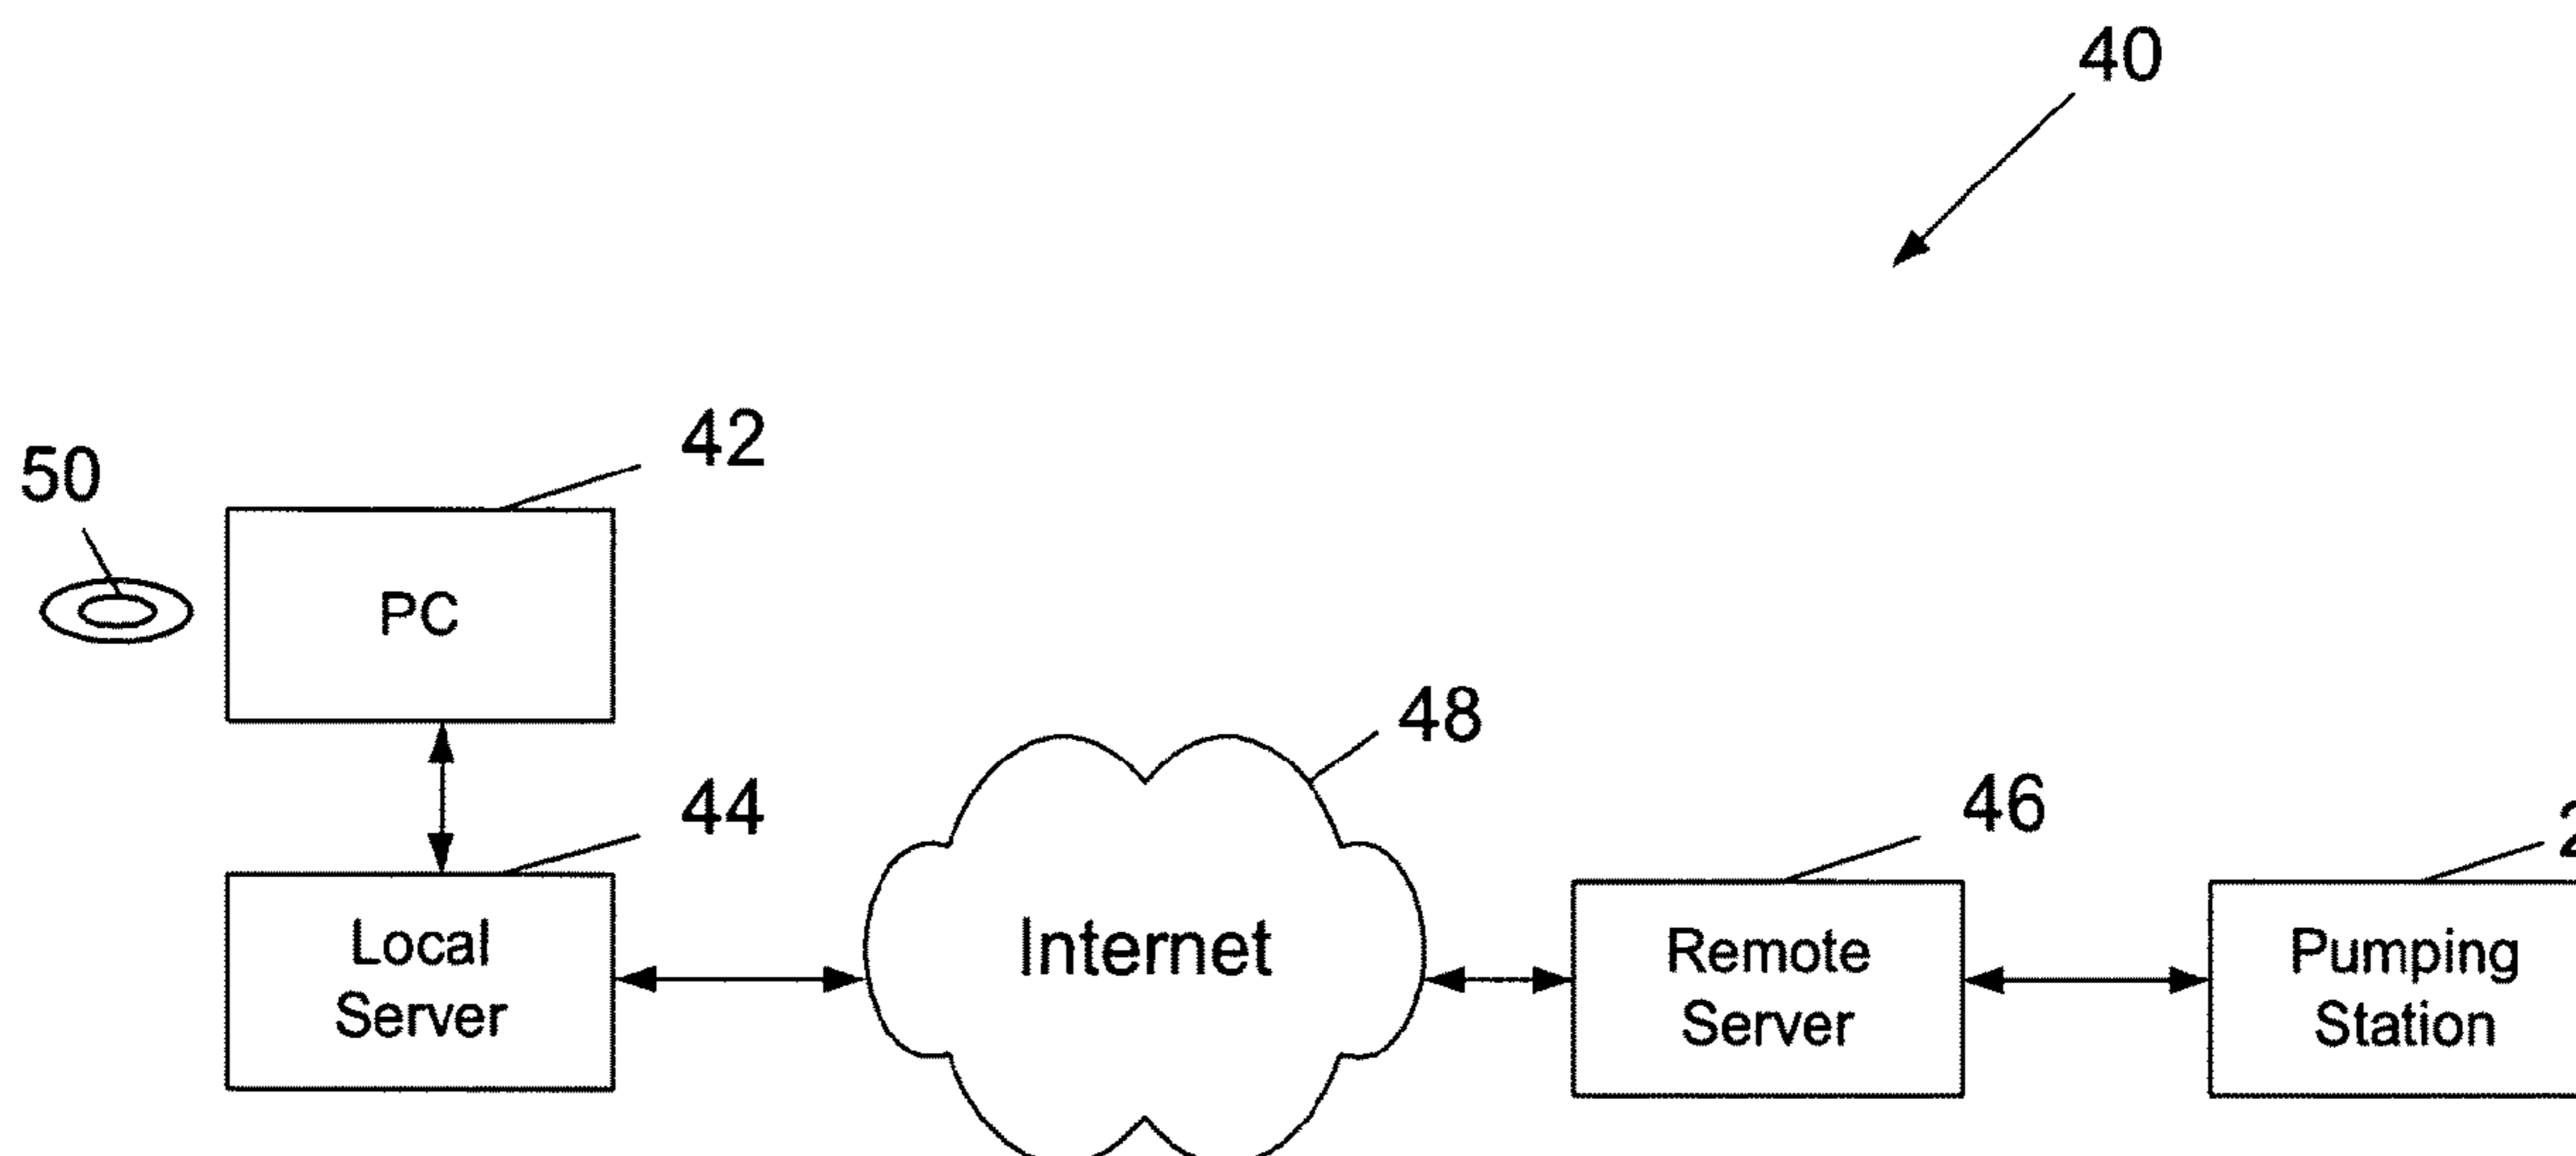 40
42
50
PC
48
44
46
Local
Server
Internet
Remote
Server
Pumping
Station